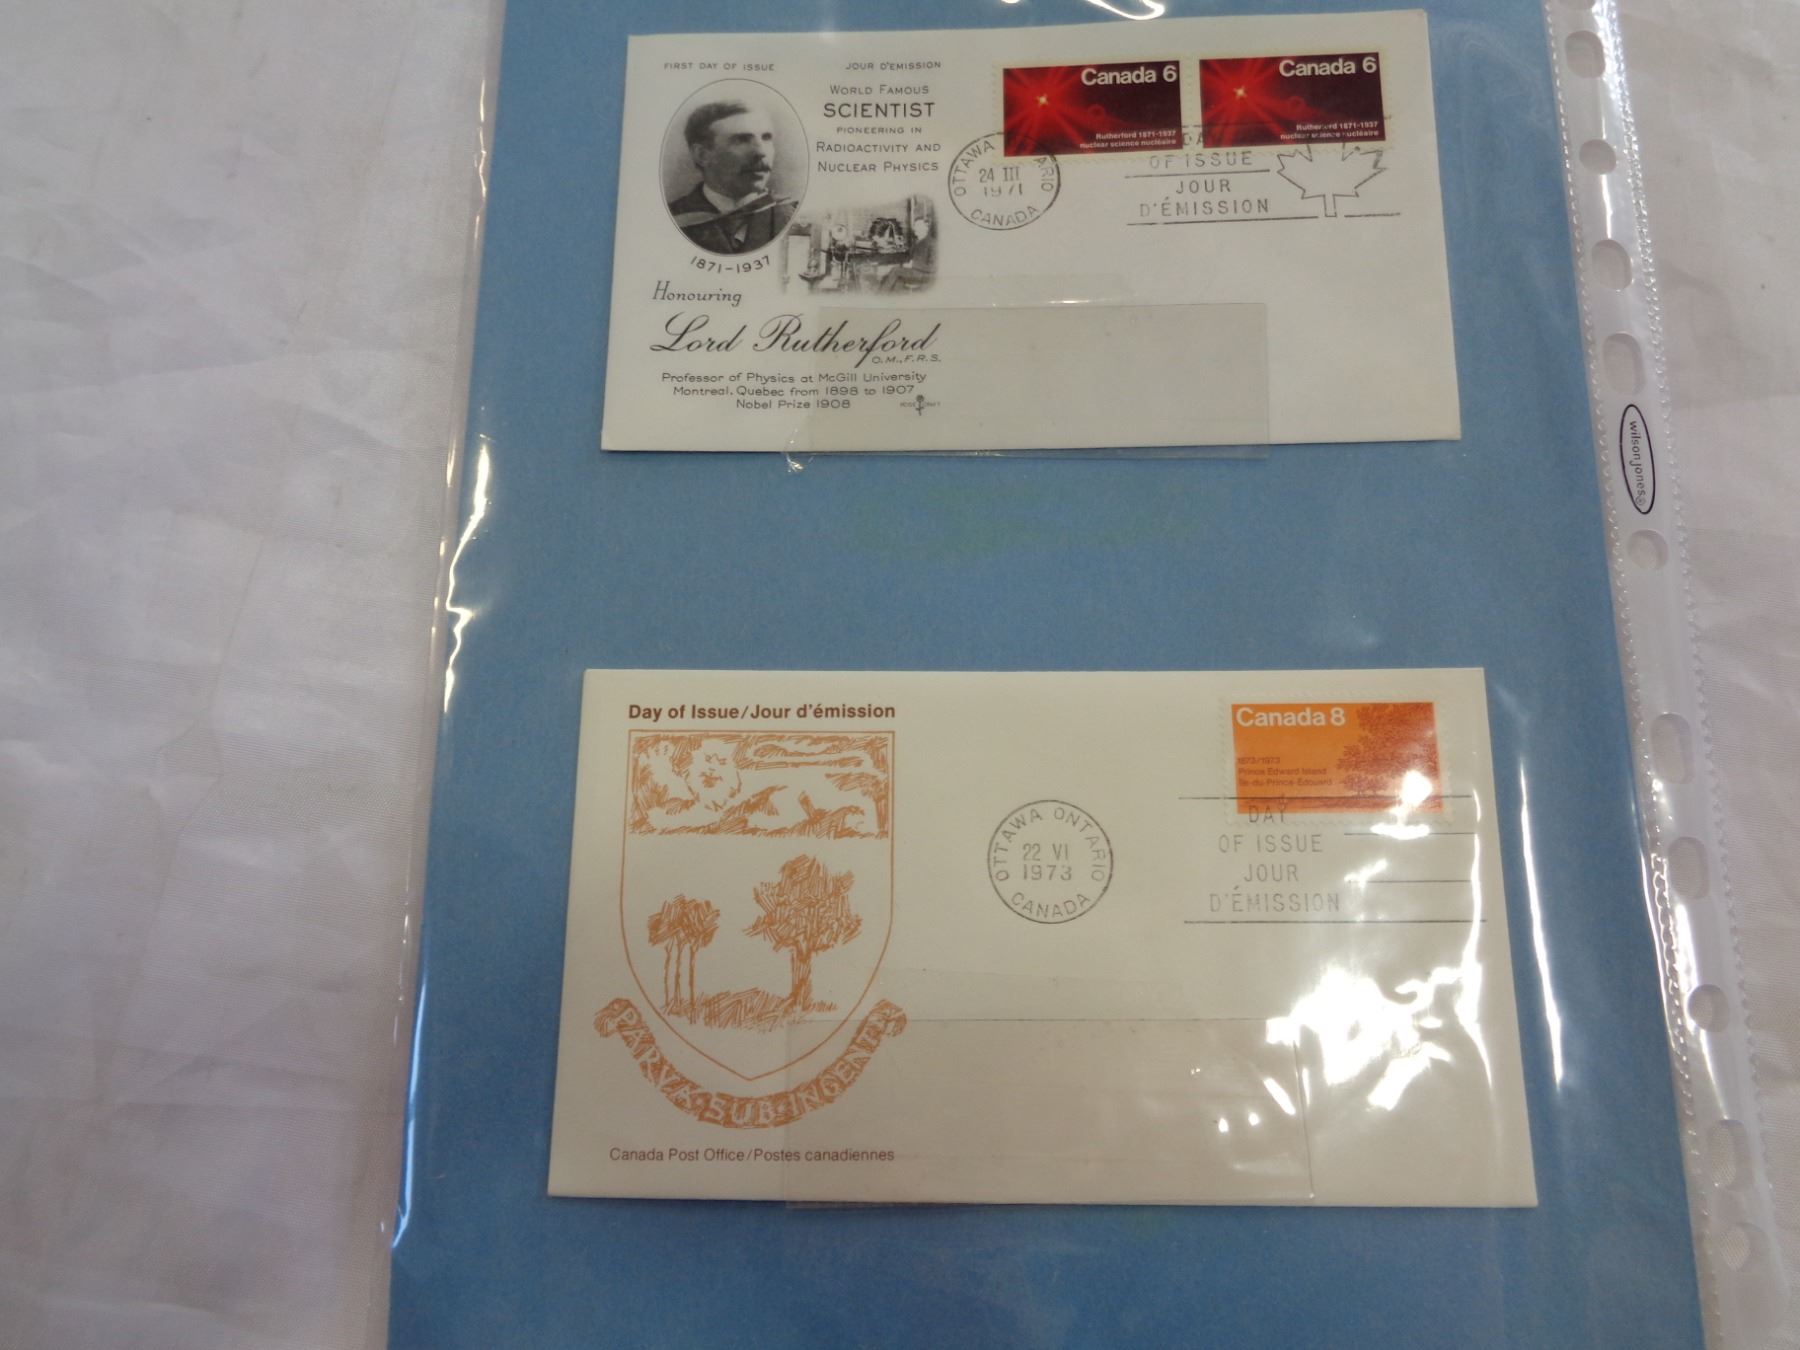 FIRST DAY OF ISSUE
JOUR D'EMISSION
WORLD FAMOUS
SCIENTIST
PIONEERING IN
RADIOACTIVITY AND
NUCLEAR PHYSICS
1871-1937
Honouring
Lord Rutherford
O.M., F.R.S.
Professor of Physics at McGill University
Montreal, Quebec from 1898 to 1907
Nobel Prize 1908
Canada 6
Rutherford 1871-1937
nuclear science nucléaire
Canada 6
Rutherford 1871-1937
nuclear science nucléaire
OTTAWA
24 III
1971
CANADA
OF ISSUE
JOUR
D'ÉMISSION
wilson jones®
Day of Issue/Jour d'émission
PARVA·SUB·INGENTI
Canada Post Office/Postes canadiennes
OTTAWA ONTARIO
22 VI
1973
CANADA
Canada 8
1873/1973
Prince Edward Island
Île-du-Prince-Édouard
DAY
OF ISSUE
JOUR
D'ÉMISSION